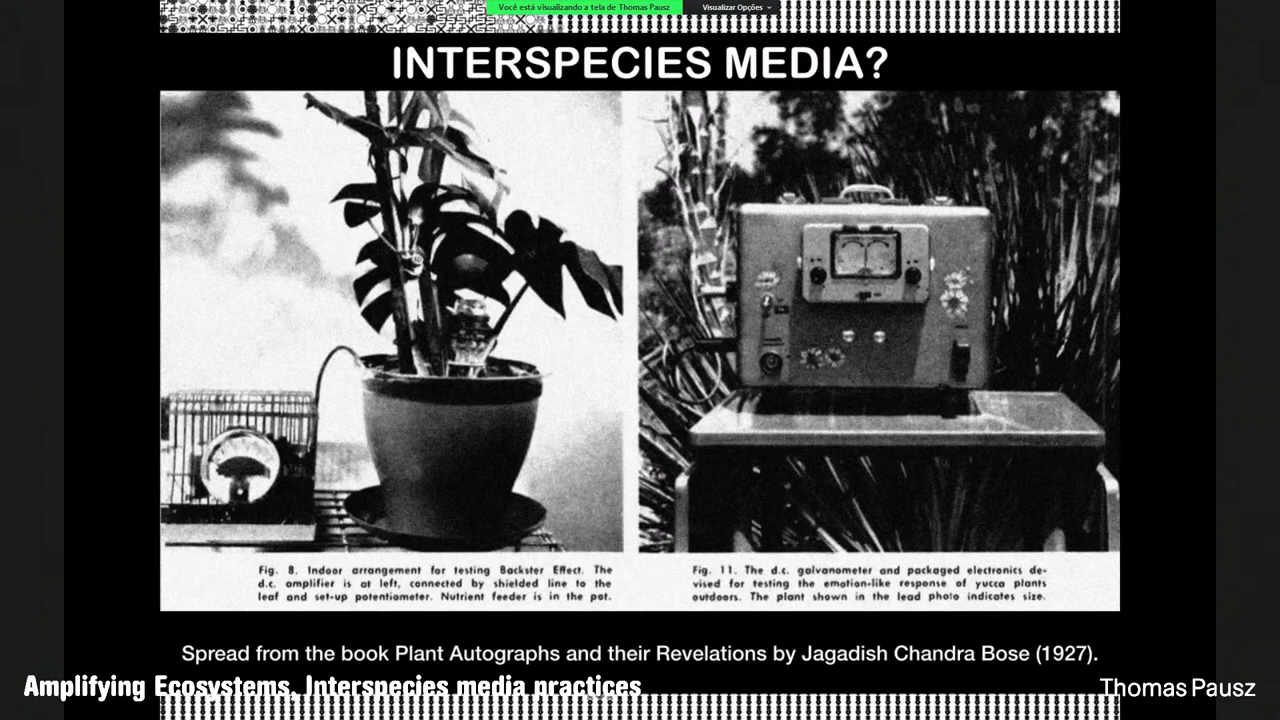 Você está visualizando a tela de Thomas Pausz
Visualizar Opções
INTERSPECIES MEDIA?
Fig. 8. Indoor arrangement for testing Backster Effect. The
d.c. amplifier is at left, connected by shielded line to the
leaf and set-up potentiometer. Nutrient feeder is in the pot.
Fig. 11. The d.c. galvanometer and packaged electronics de-
vised for testing the emotion-like response of yucca plants
outdoors. The plant shown in the lead photo indicates size.
Spread from the book Plant Autographs and their Revelations by Jagadish Chandra Bose (1927).
Amplifying Ecosystems, Interspecies media practices
Thomas Pausz